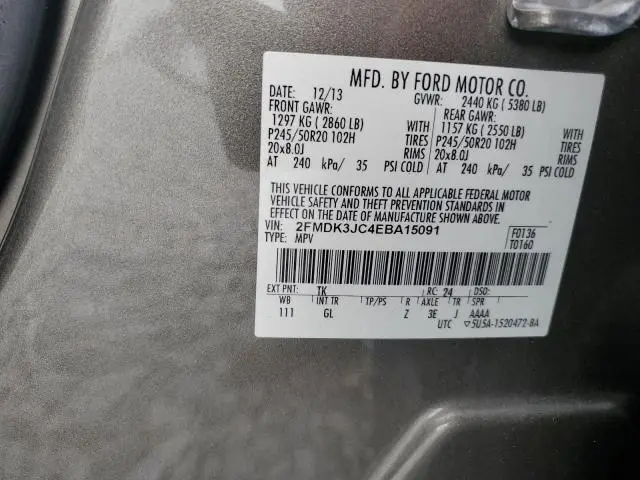 MFD. BY FORD MOTOR CO.
DATE: 12/13 GVWR: 2440 KG ( 5380 LB)
FRONT GAWR: REAR GAWR:
1297 KG ( 2860 LB) 1157 KG ( 2550 LB)
P245/50R20 102H TIRES P245/50R20 102H TIRES
20x8.0J RIMS 20x8.0J RIMS
AT 240 kPa/ 35 PSI COLD AT 240 kPa/ 35 PSI COLD
THIS VEHICLE CONFORMS TO ALL APPLICABLE FEDERAL MOTOR
VEHICLE SAFETY AND THEFT PREVENTION STANDARDS IN
EFFECT ON THE DATE OF MANUFACTURE SHOWN ABOVE.
VIN: 2FMDK3JC4EBA15091 F0136
TYPE: MPV T0160
EXT PNT: TK RC: 24 DSO:
WB INT TR TP/PS R AXLE TR SPR
111 GL Z 3E J AAAA
UTC ▽5U5A-1520472-BA